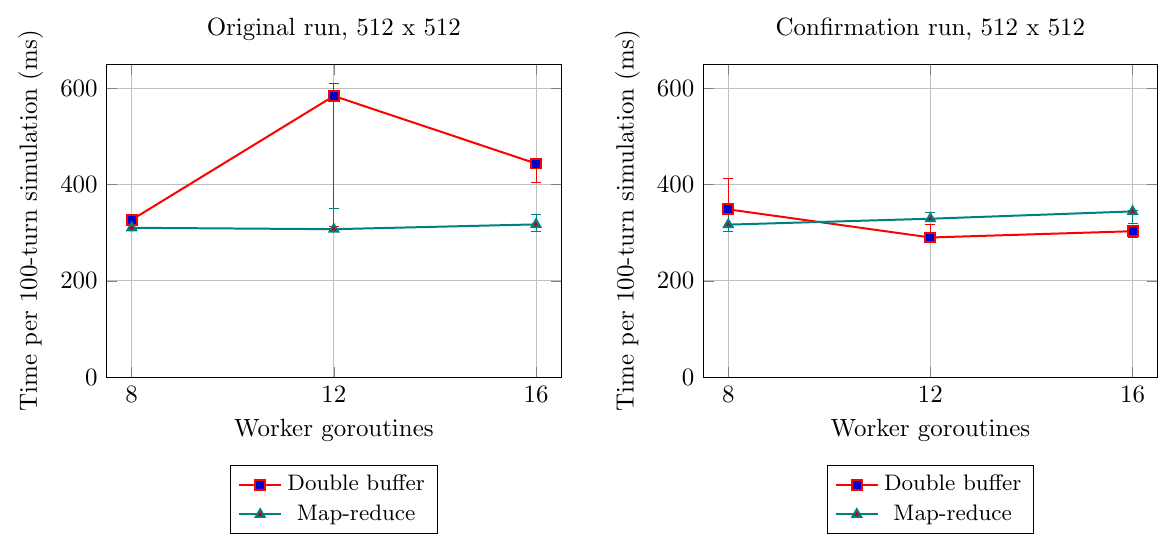 Original run, 512 x 512
Time per 100-turn simulation (ms)
600
400
200
0
8 12 16
Worker goroutines
Double buffer
Map-reduce
Confirmation run, 512 x 512
Time per 100-turn simulation (ms)
600
400
200
0
8 12 16
Worker goroutines
Double buffer
Map-reduce